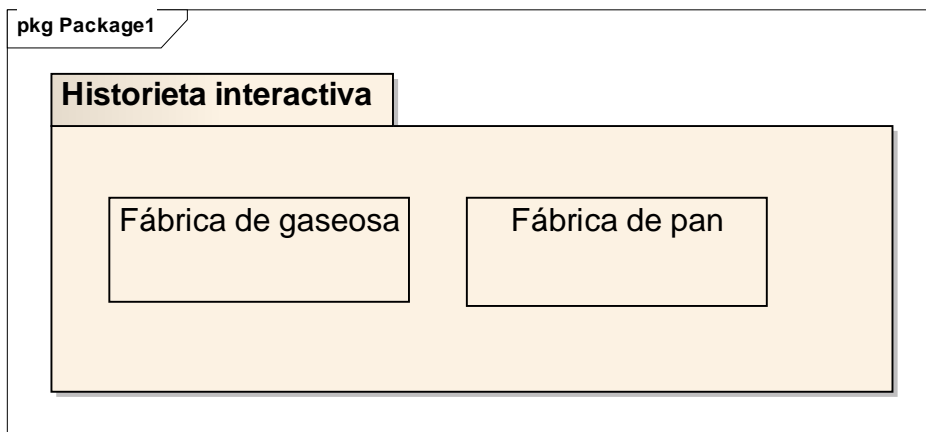 pkg Package1
Historieta interactiva
Fábrica de gaseosa
Fábrica de pan